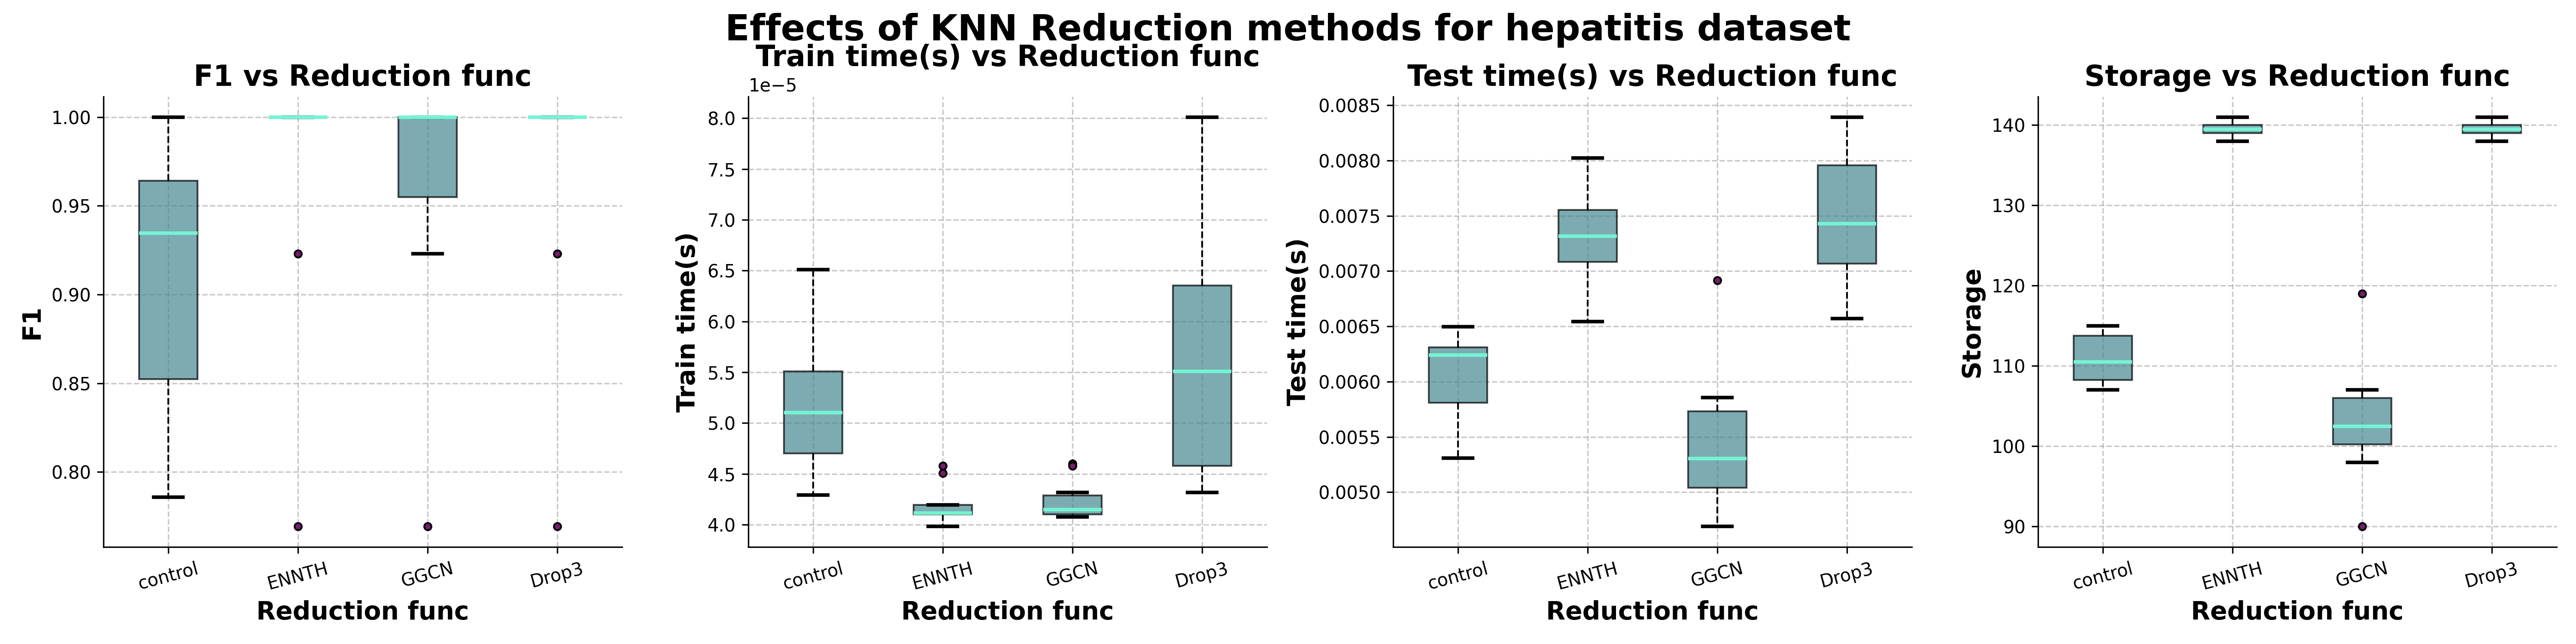 Effects of KNN Reduction methods for hepatitis dataset
F1 vs Reduction func
1.00
0.95
0.90
0.85
0.80
F1
control
ENNTH
GGCN
Drop3
Reduction func
Train time(s) vs Reduction func
1e−5
8.0
7.5
7.0
6.5
6.0
5.5
5.0
4.5
4.0
Train time(s)
control
ENNTH
GGCN
Drop3
Reduction func
Test time(s) vs Reduction func
0.0085
0.0080
0.0075
0.0070
0.0065
0.0060
0.0055
0.0050
Test time(s)
control
ENNTH
GGCN
Drop3
Reduction func
Storage vs Reduction func
140
130
120
110
100
90
Storage
control
ENNTH
GGCN
Drop3
Reduction func